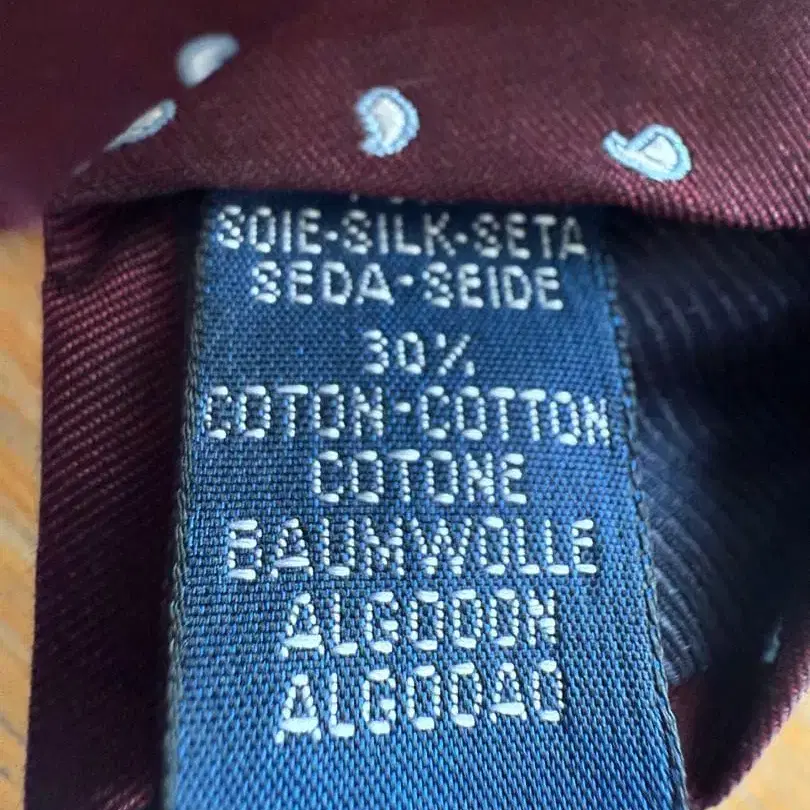 SOIE-SILK-SETA
SEDA-SEIDE
30%
COTON-COTTON
COTONE
BAUMWOLLE
ALGODON
ALGODAO